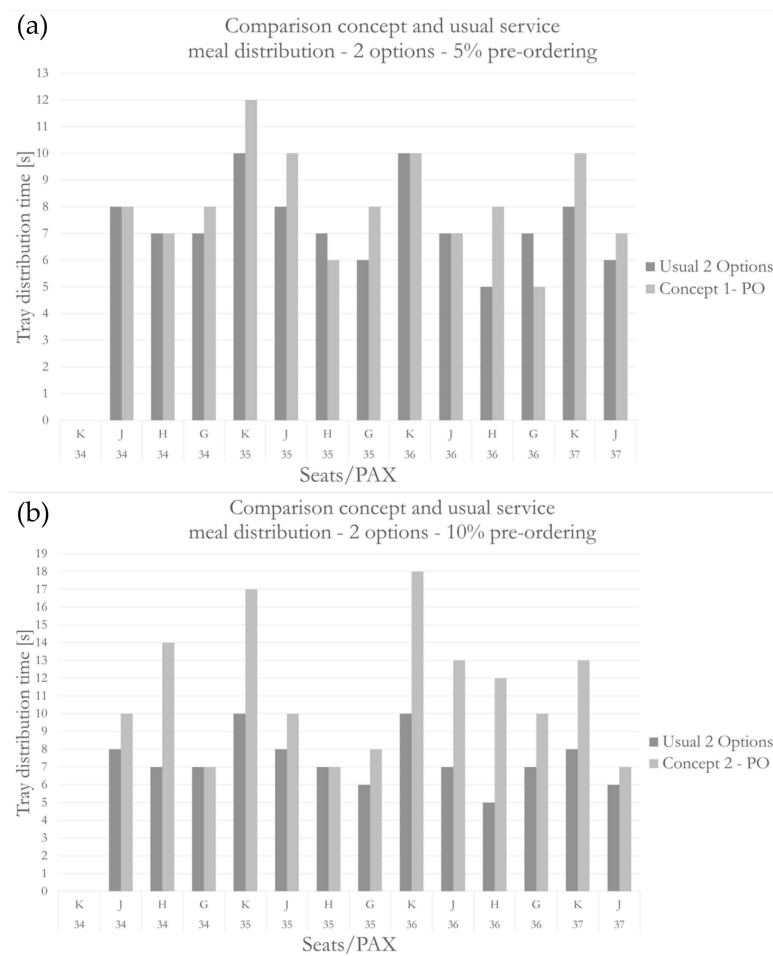 (a)
Comparison concept and usual service
meal distribution - 2 options - 5% pre-ordering
13
12
11
10
9
8
7
6
5
4
3
2
1
0
Tray distribution time [s]
K J H G K J H G K J H G K J
34 34 34 34 35 35 35 35 36 36 36 36 37 37
Seats/PAX
Usual 2 Options
Concept 1- PO
(b)
Comparison concept and usual service
meal distribution - 2 options - 10% pre-ordering
19
18
17
16
15
14
13
12
11
10
9
8
7
6
5
4
3
2
1
0
Tray distribution time [s]
K J H G K J H G K J H G K J
34 34 34 34 35 35 35 35 36 36 36 36 37 37
Seats/PAX
Usual 2 Options
Concept 2 - PO